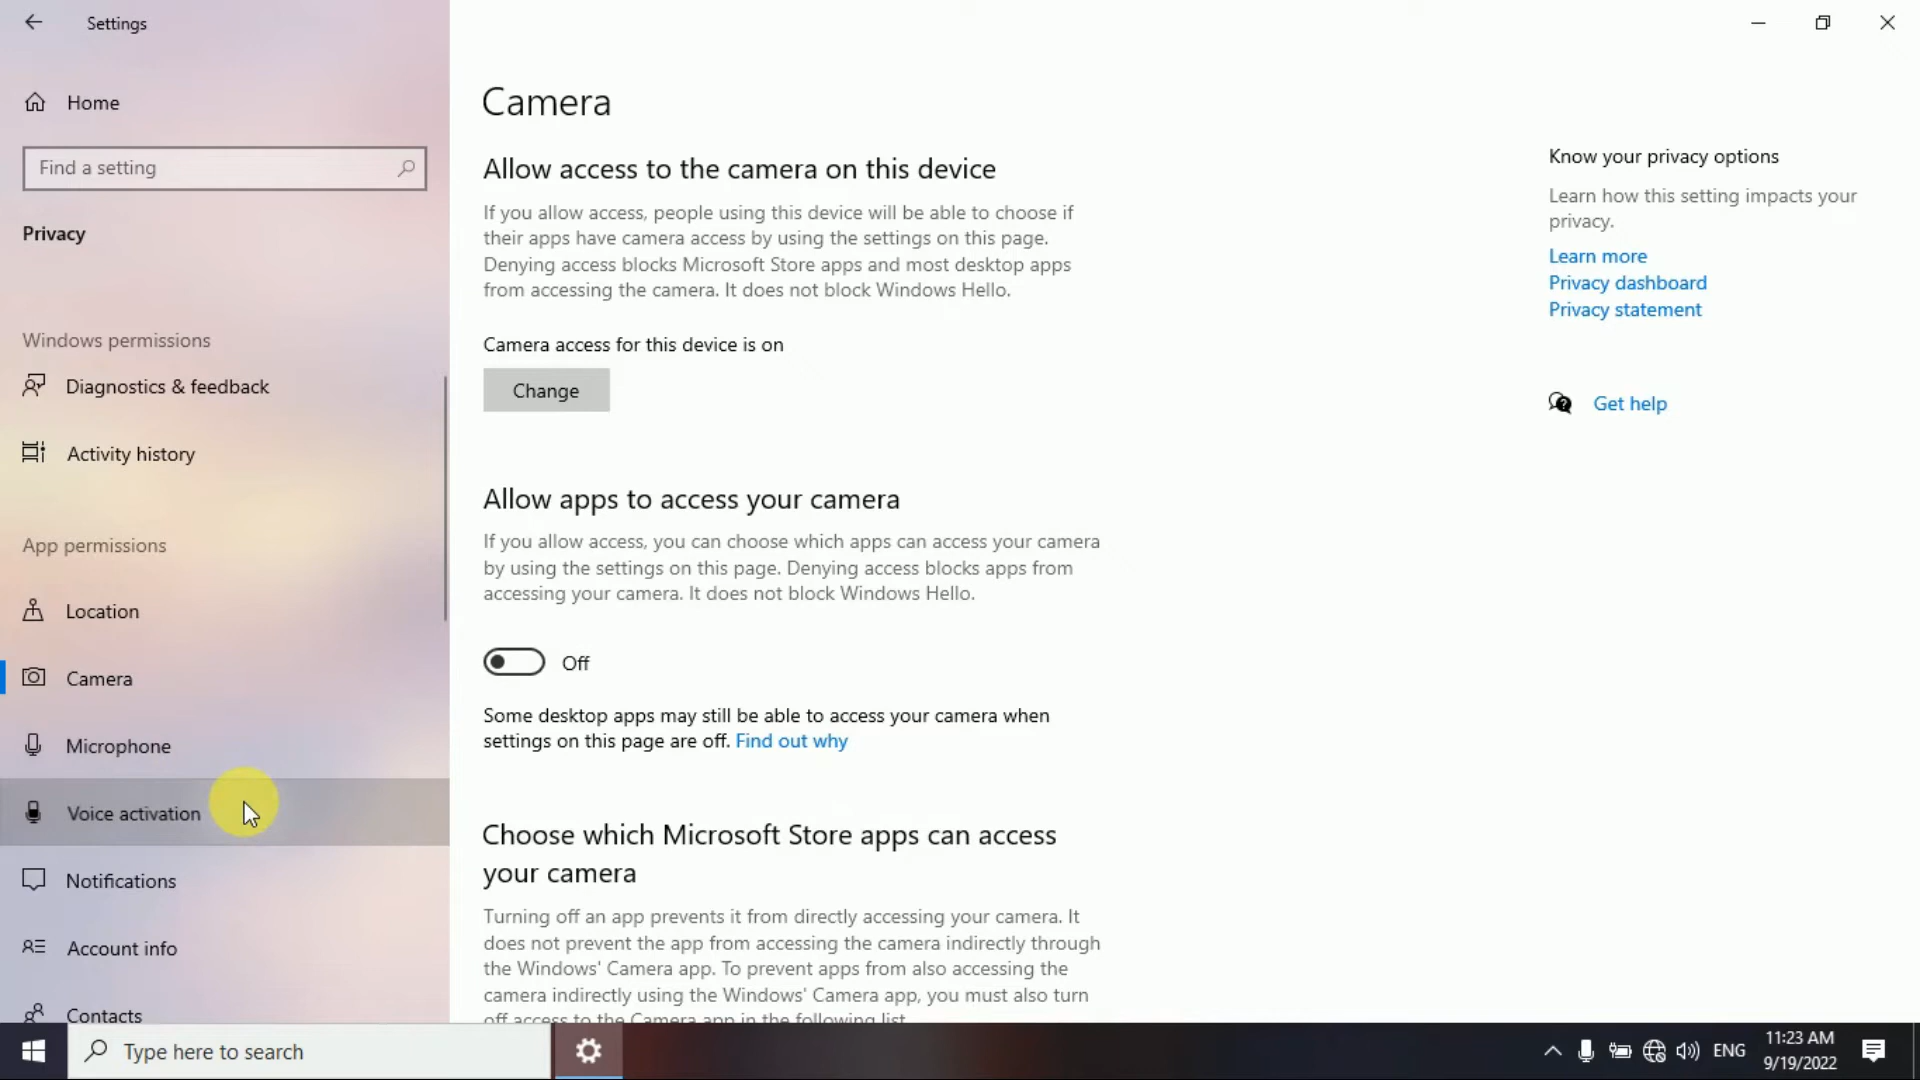 Settings
Home
Find a setting
Privacy
Windows permissions
Diagnostics & feedback
Activity history
App permissions
Location
Camera
Microphone
Voice activation
Notifications
Account info
Contacts
Camera
Allow access to the camera on this device
If you allow access, people using this device will be able to choose if
their apps have camera access by using the settings on this page.
Denying access blocks Microsoft Store apps and most desktop apps
from accessing the camera. It does not block Windows Hello.
Camera access for this device is on
Change
Allow apps to access your camera
If you allow access, you can choose which apps can access your camera
by using the settings on this page. Denying access blocks apps from
accessing your camera. It does not block Windows Hello.
Off
Some desktop apps may still be able to access your camera when
settings on this page are off. Find out why
Choose which Microsoft Store apps can access
your camera
Turning off an app prevents it from directly accessing your camera. It
does not prevent the app from accessing the camera indirectly through
the Windows' Camera app. To prevent apps from also accessing the
camera indirectly using the Windows' Camera app, you must also turn
off access to the Camera app in the following list.
Know your privacy options
Learn how this setting impacts your
privacy.
Learn more
Privacy dashboard
Privacy statement
Get help
Type here to search
ENG
11:23 AM
9/19/2022